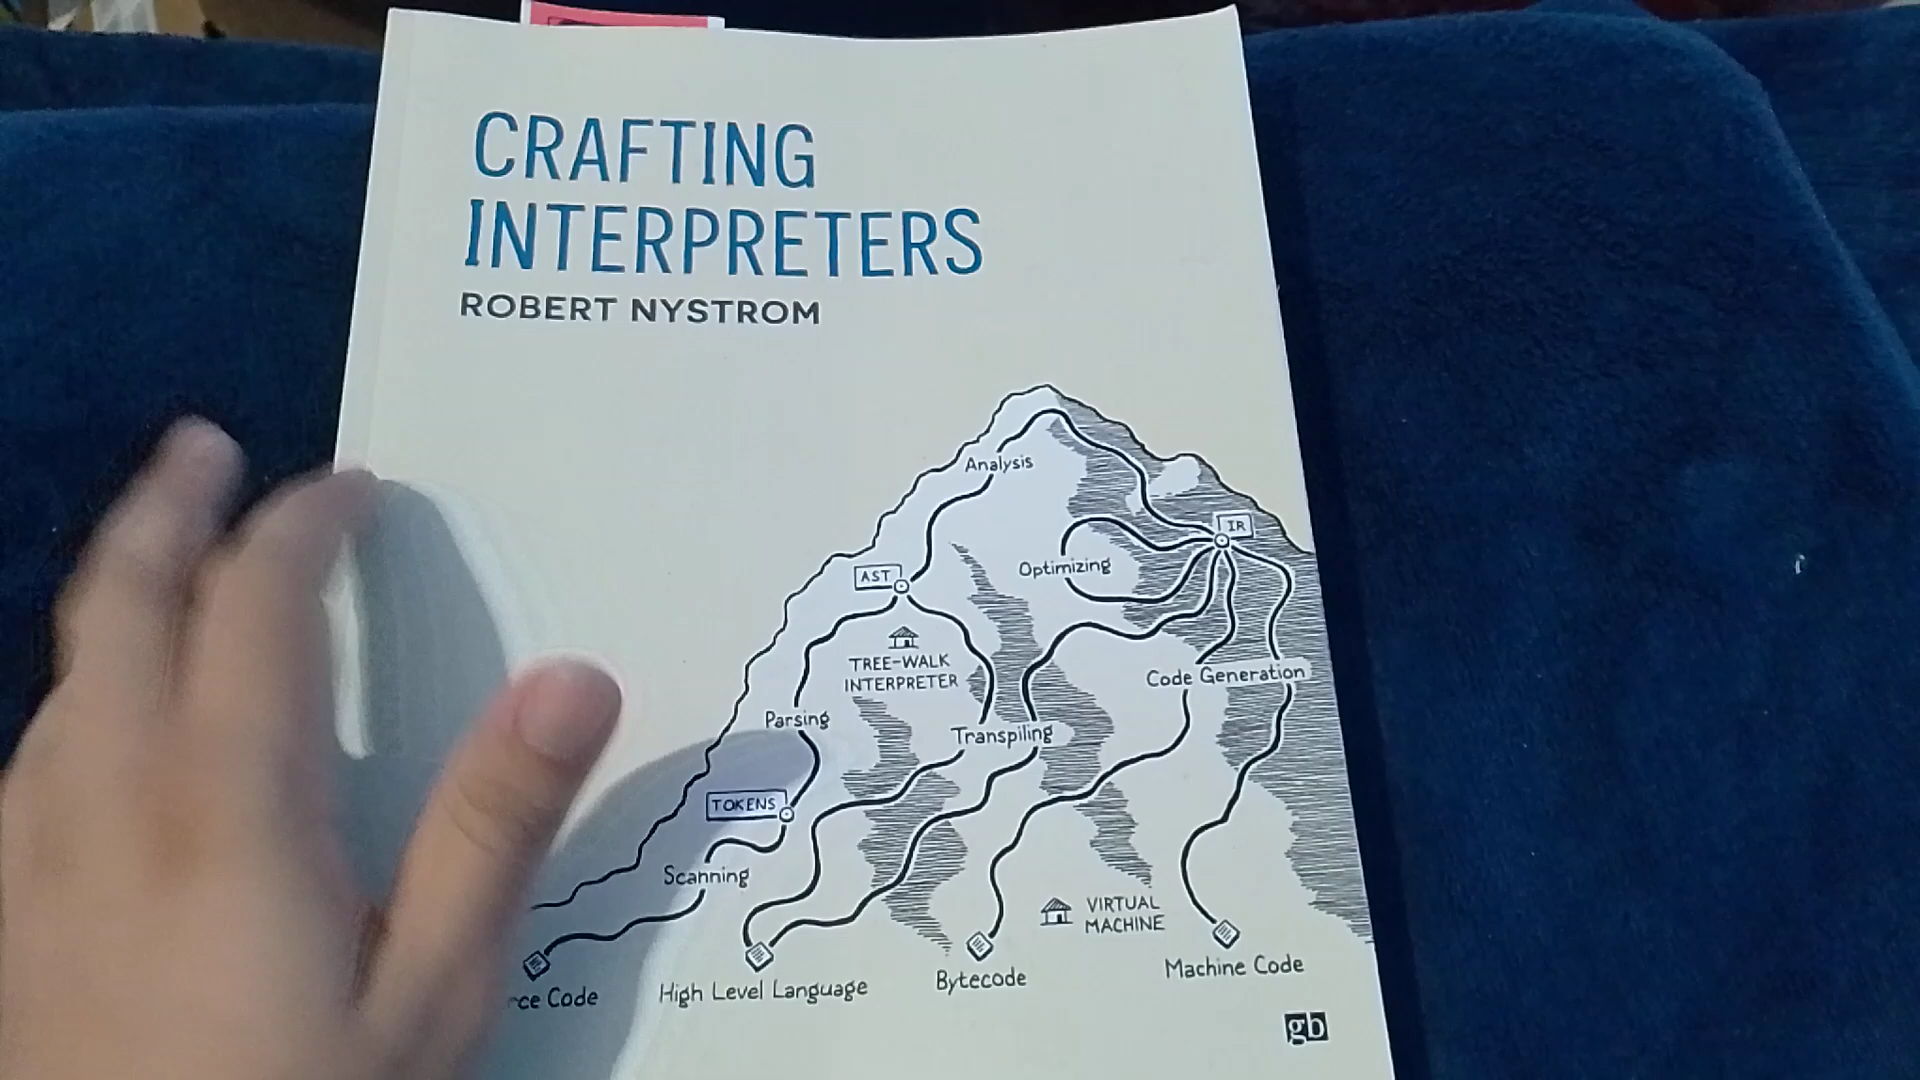 CRAFTING
INTERPRETERS
ROBERT NYSTROM
Analysis
IR
Optimizing
AST
TREE-WALK
INTERPRETER
Code Generation
Parsing
Transpiling
TOKENS
Scanning
VIRTUAL
MACHINE
Code
High Level Language
Bytecode
Machine Code
gb